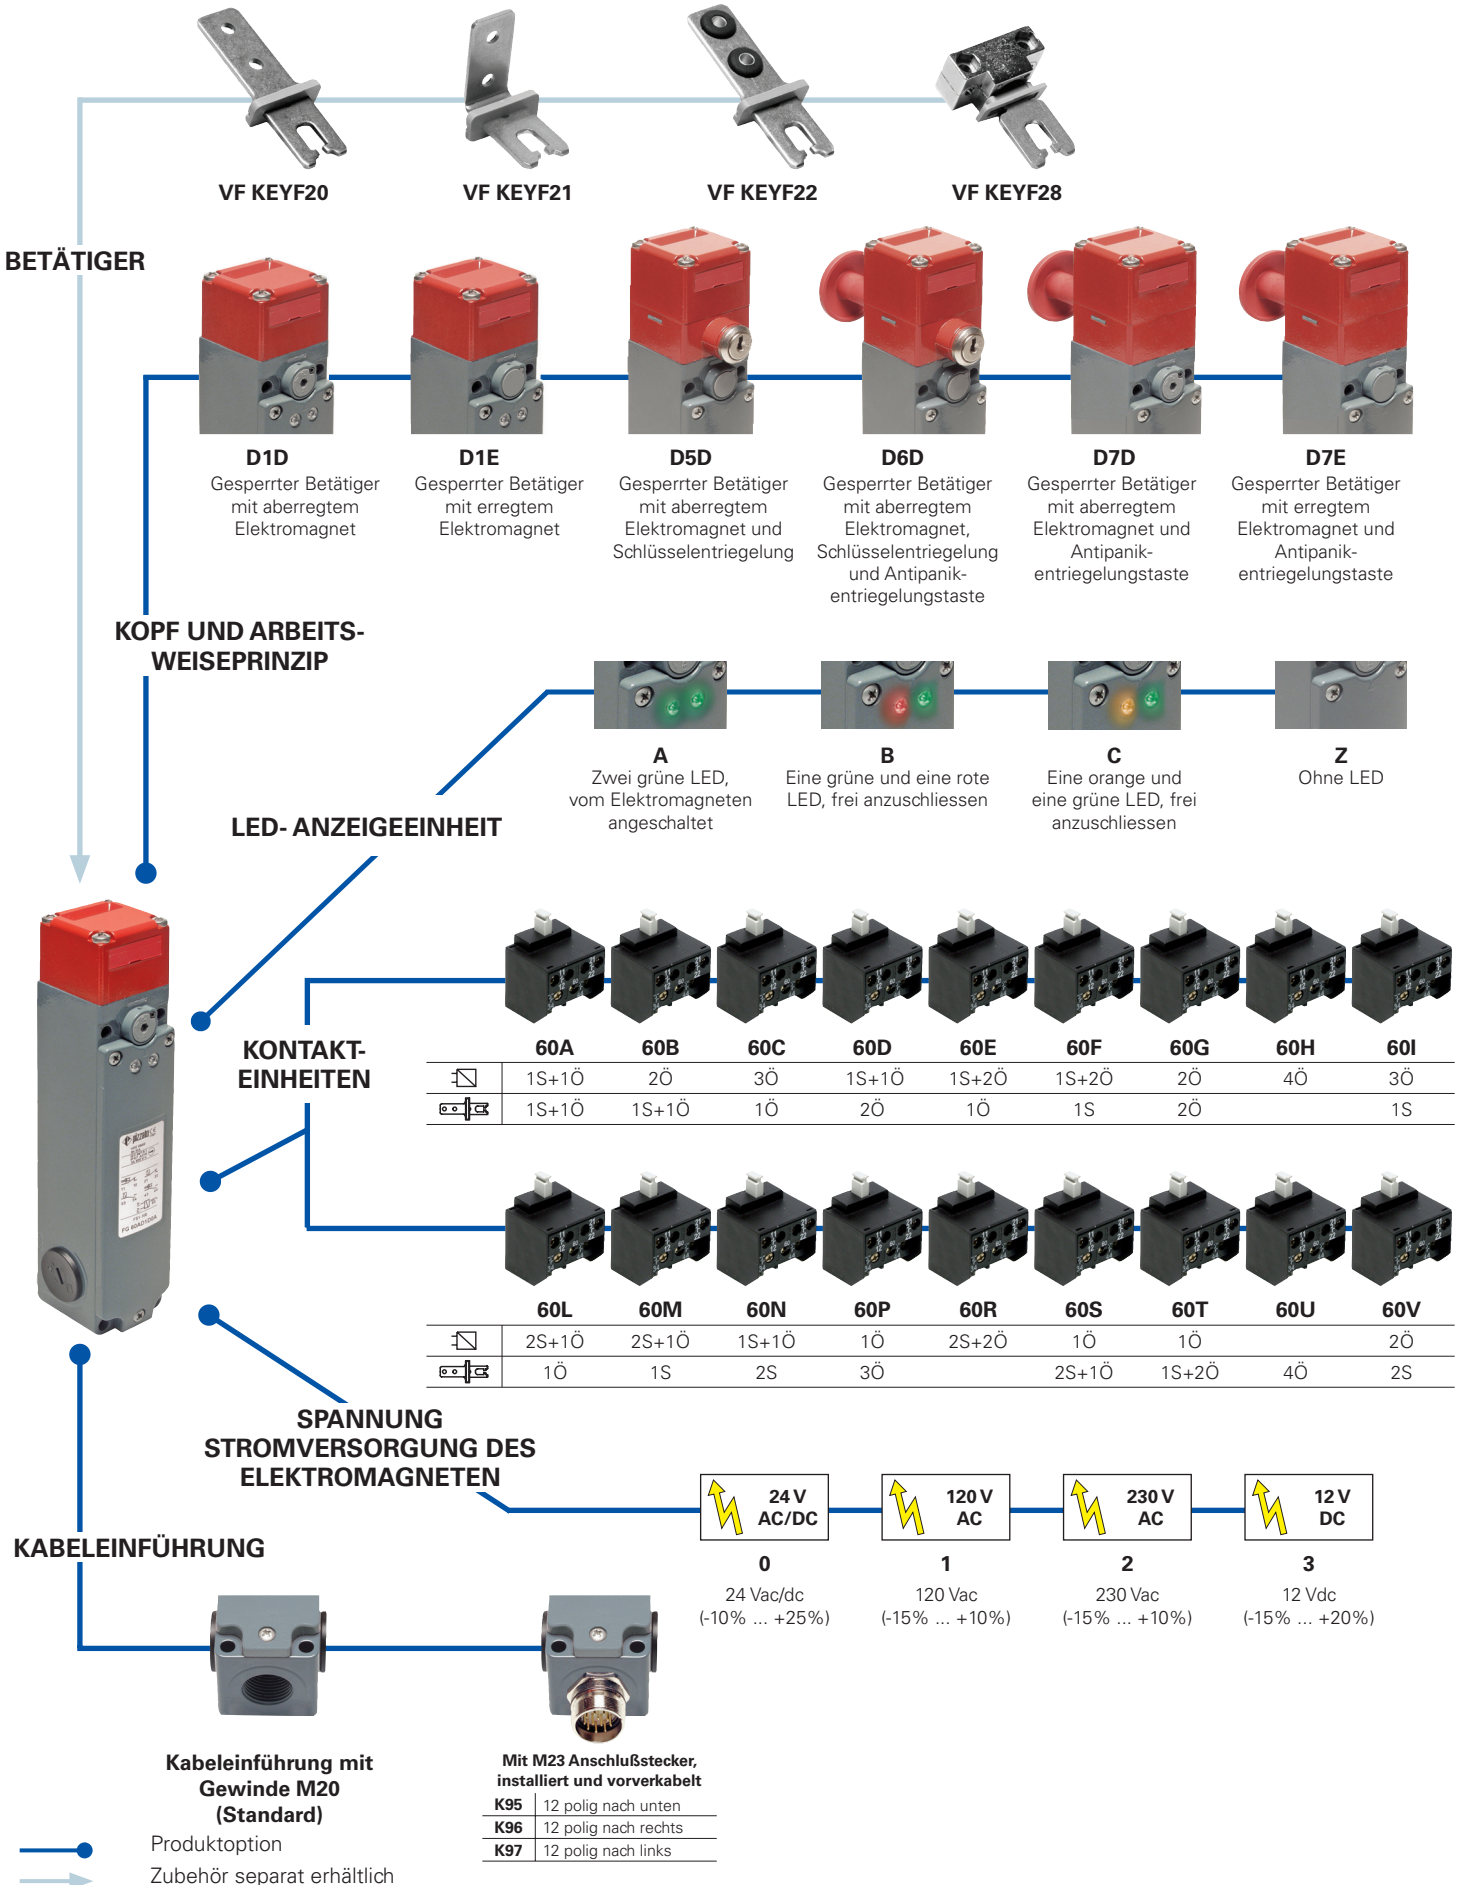 VF KEYF20 VF KEYF21 VF KEYF22 VF KEYF28
BETÄTIGER
D1D
Gesperrter Betätiger
mit aberregtem
Elektromagnet
D1E
Gesperrter Betätiger
mit erregtem
Elektromagnet
D5D
Gesperrter Betätiger
mit aberregtem
Elektromagnet und
Schlüsselentriegelung
D6D
Gesperrter Betätiger
mit aberregtem
Elektromagnet,
Schlüsselentriegelung
und Antipanik-
entriegelungstaste
D7D
Gesperrter Betätiger
mit aberregtem
Elektromagnet und
Antipanik-
entriegelungstaste
D7E
Gesperrter Betätiger
mit erregtem
Elektromagnet und
Antipanik-
entriegelungstaste
KOPF UND ARBEITS-
WEISEPRINZIP
A
Zwei grüne LED,
vom Elektromagneten
angeschaltet
B
Eine grüne und eine rote
LED, frei anzuschliessen
C
Eine orange und
eine grüne LED, frei
anzuschliessen
Z
Ohne LED
LED- ANZEIGEEINHEIT
KONTAKT-
EINHEITEN
60A 60B 60C 60D 60E 60F 60G 60H 60I
1S+1Ö 2Ö 3Ö 1S+1Ö 1S+2Ö 1S+2Ö 2Ö 4Ö 3Ö
1S+1Ö 1S+1Ö 1Ö 2Ö 1Ö 1S 2Ö 1S
pizzato
FG 60AD1D0A
60L 60M 60N 60P 60R 60S 60T 60U 60V
2S+1Ö 2S+1Ö 1S+1Ö 1Ö 2S+2Ö 1Ö 1Ö 2Ö
1Ö 1S 2S 3Ö 2S+1Ö 1S+2Ö 4Ö 2S
SPANNUNG
STROMVERSORGUNG DES
ELEKTROMAGNETEN
24 V
AC/DC
0
24 Vac/dc
(-10% ... +25%)
120 V
AC
1
120 Vac
(-15% ... +10%)
230 V
AC
2
230 Vac
(-15% ... +10%)
12 V
DC
3
12 Vdc
(-15% ... +20%)
KABELEINFÜHRUNG
Kabeleinführung mit
Gewinde M20
(Standard)
Mit M23 Anschlußstecker,
installiert und vorverkabelt
K95 12 polig nach unten
K96 12 polig nach rechts
K97 12 polig nach links
Produktoption
Zubehör separat erhältlich